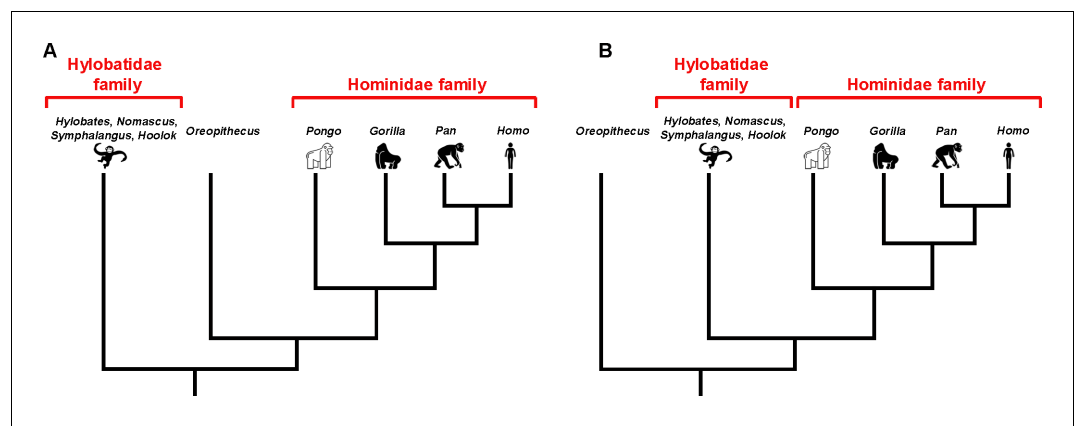 A
Hylobatidae
family
Hominidae family
Hylobates, Nomascus,
Symphalangus, Hoolok
Oreopithecus
Pongo
Gorilla
Pan
Homo
B
Hylobatidae
family
Hominidae family
Oreopithecus
Hylobates, Nomascus,
Symphalangus, Hoolok
Pongo
Gorilla
Pan
Homo